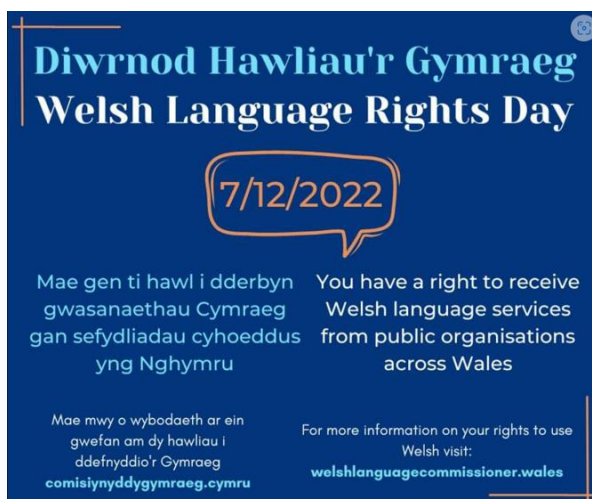 Diwrnod Hawliau'r Gymraeg
Welsh Language Rights Day
7/12/2022
Mae gen ti hawl i dderbyn
gwasanaethau Cymraeg
gan sefydliadau cyhoeddus
yng Nghymru
You have a right to receive
Welsh language services
from public organisations
across Wales
Mae mwy o wybodaeth ar ein
gwefan am dy hawliau i
ddefnyddio'r Gymraeg
comisiynyddygymraeg.cymru
For more information on your rights to use
Welsh visit:
welshlanguagecommissioner.wales